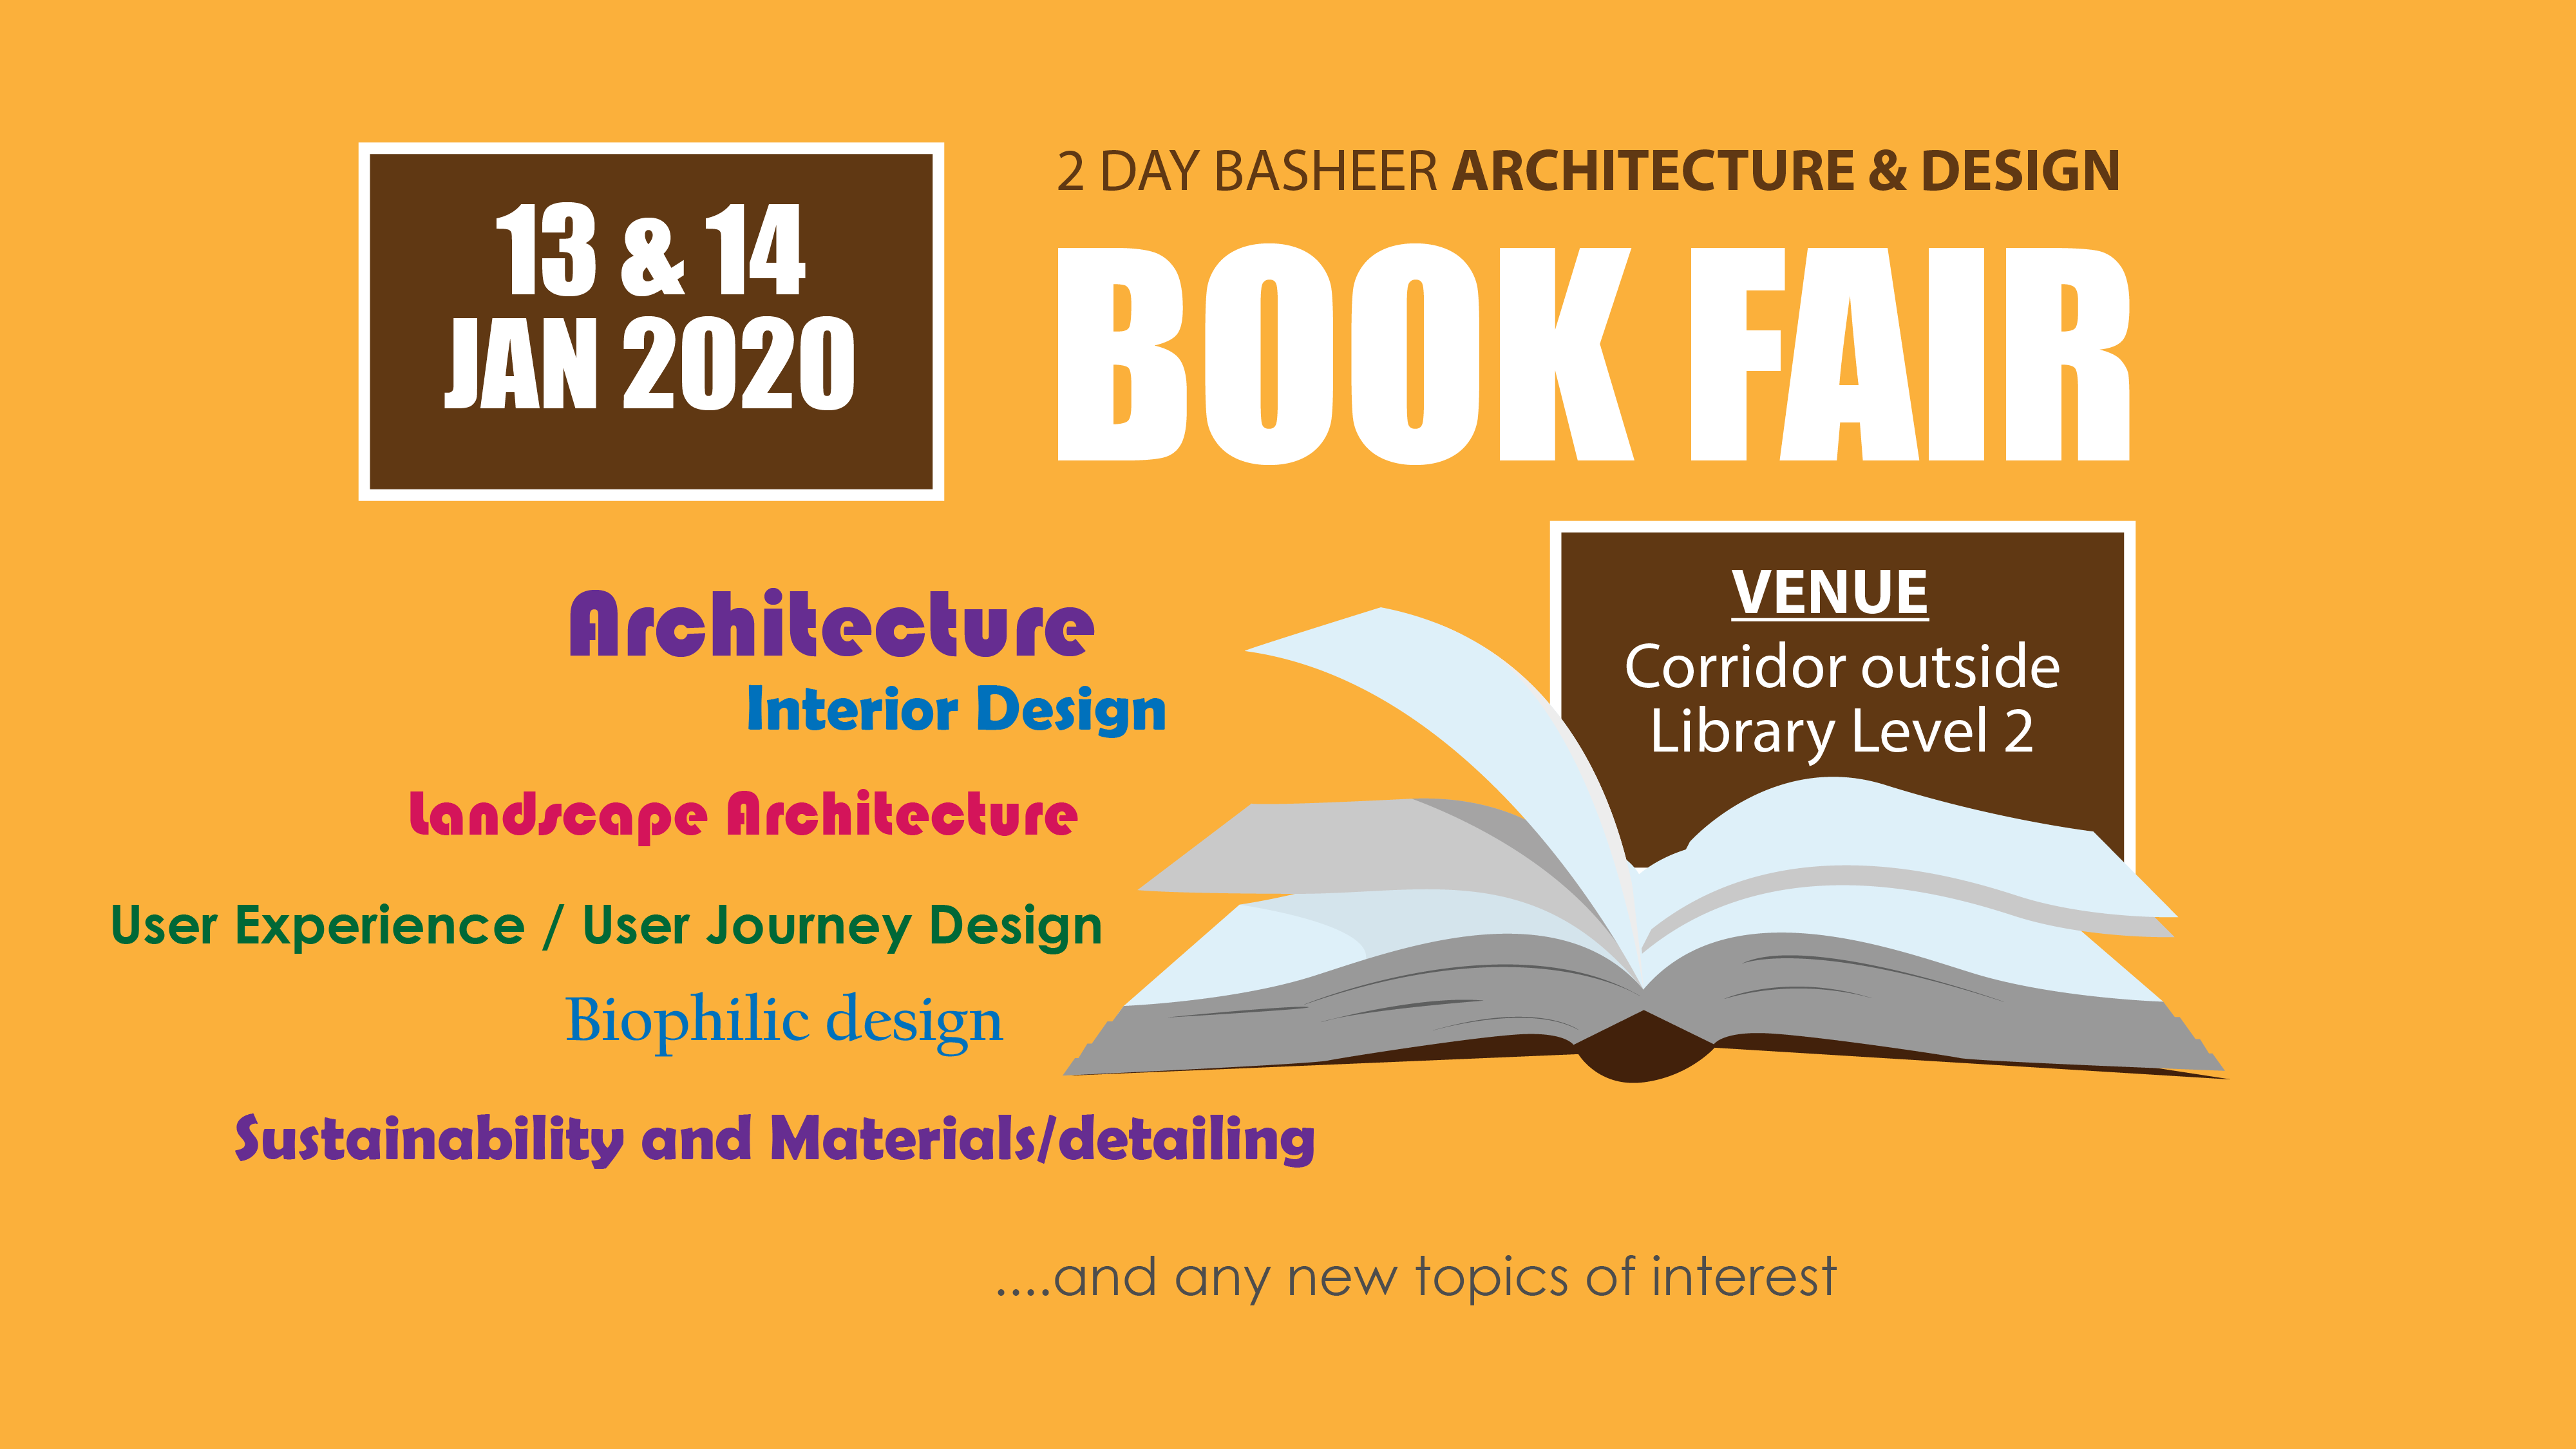 13 & 14
JAN 2020
2 DAY BASHEER ARCHITECTURE & DESIGN
BOOK FAIR
VENUE
Corridor outside
Library Level 2
Architecture
Interior Design
Landscape Architecture
User Experience / User Journey Design
Biophilic design
Sustainability and Materials/detailing
....and any new topics of interest